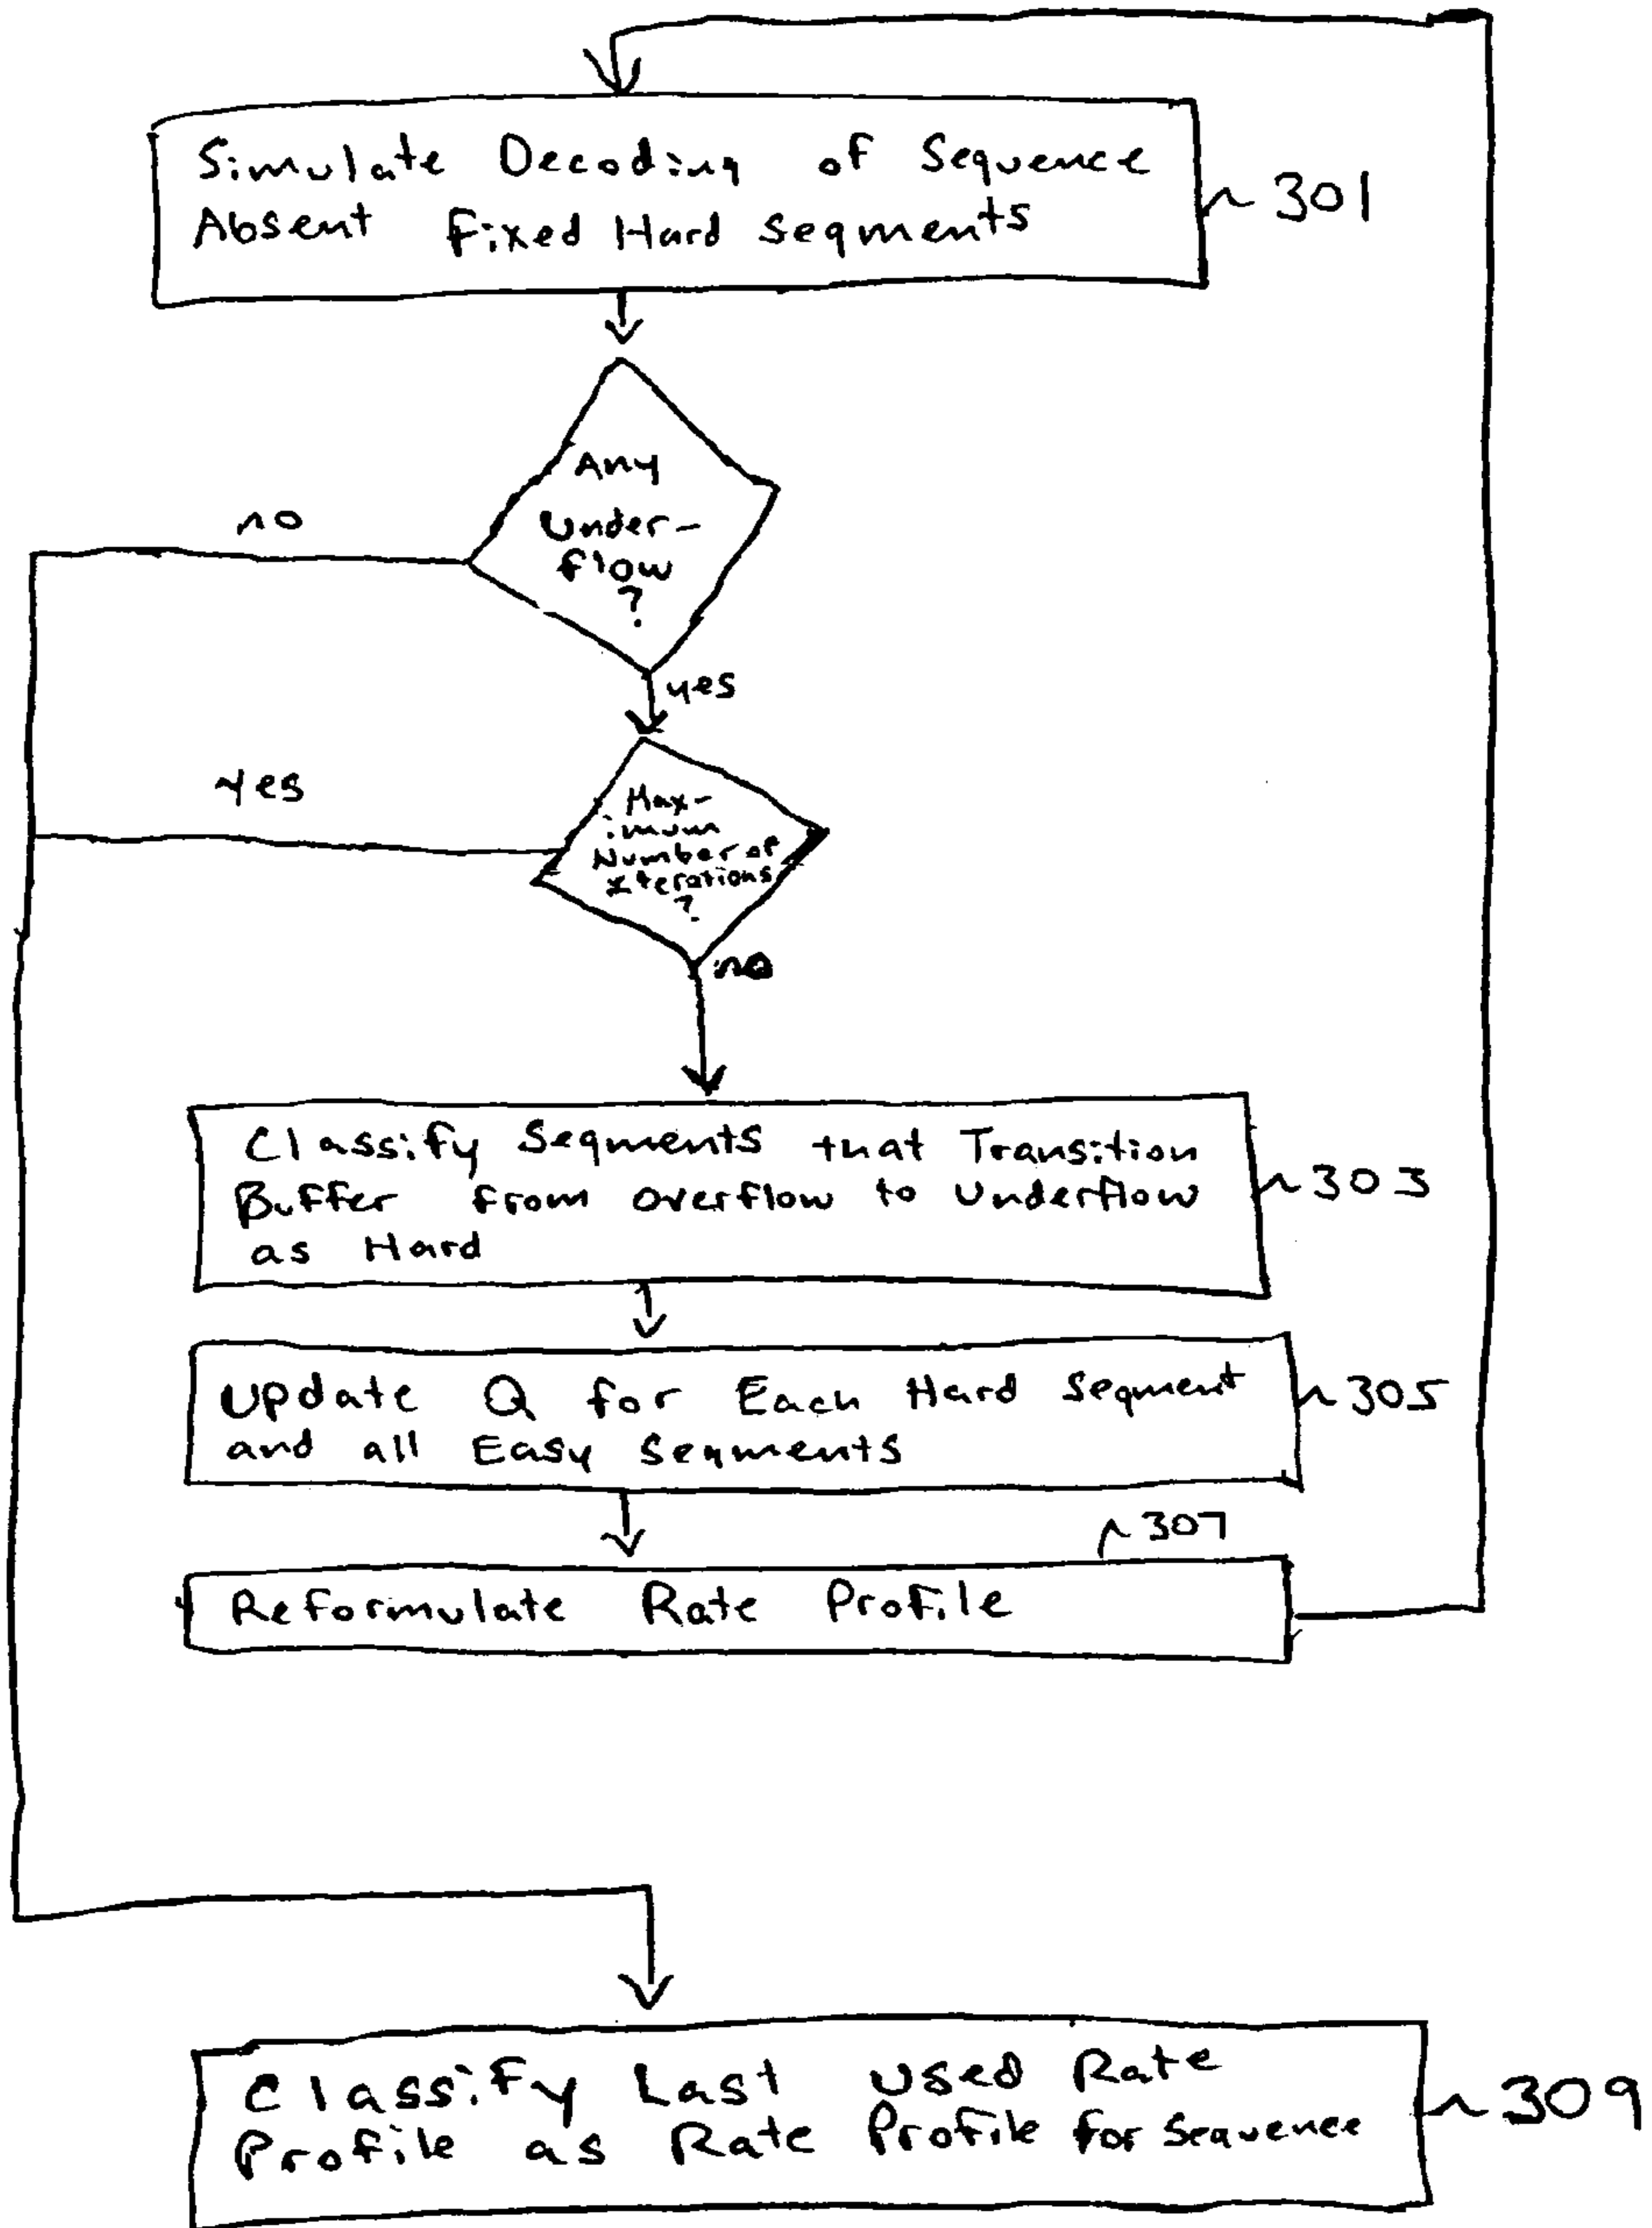 Simulate Decoding of Sequence
Absent Fixed Hard Segments
301
Any
Under-
flow
?
no
yes
Max-
imum
Number of
Iterations
?
yes
no
Classify Segments that Transition
Buffer from Overflow to Underflow
as Hard
303
Update Q for Each Hard Segment
and all Easy Segments
305
307
Reformulate Rate Profile
Classify Last Used Rate
Profile as Rate Profile for Sequence
309